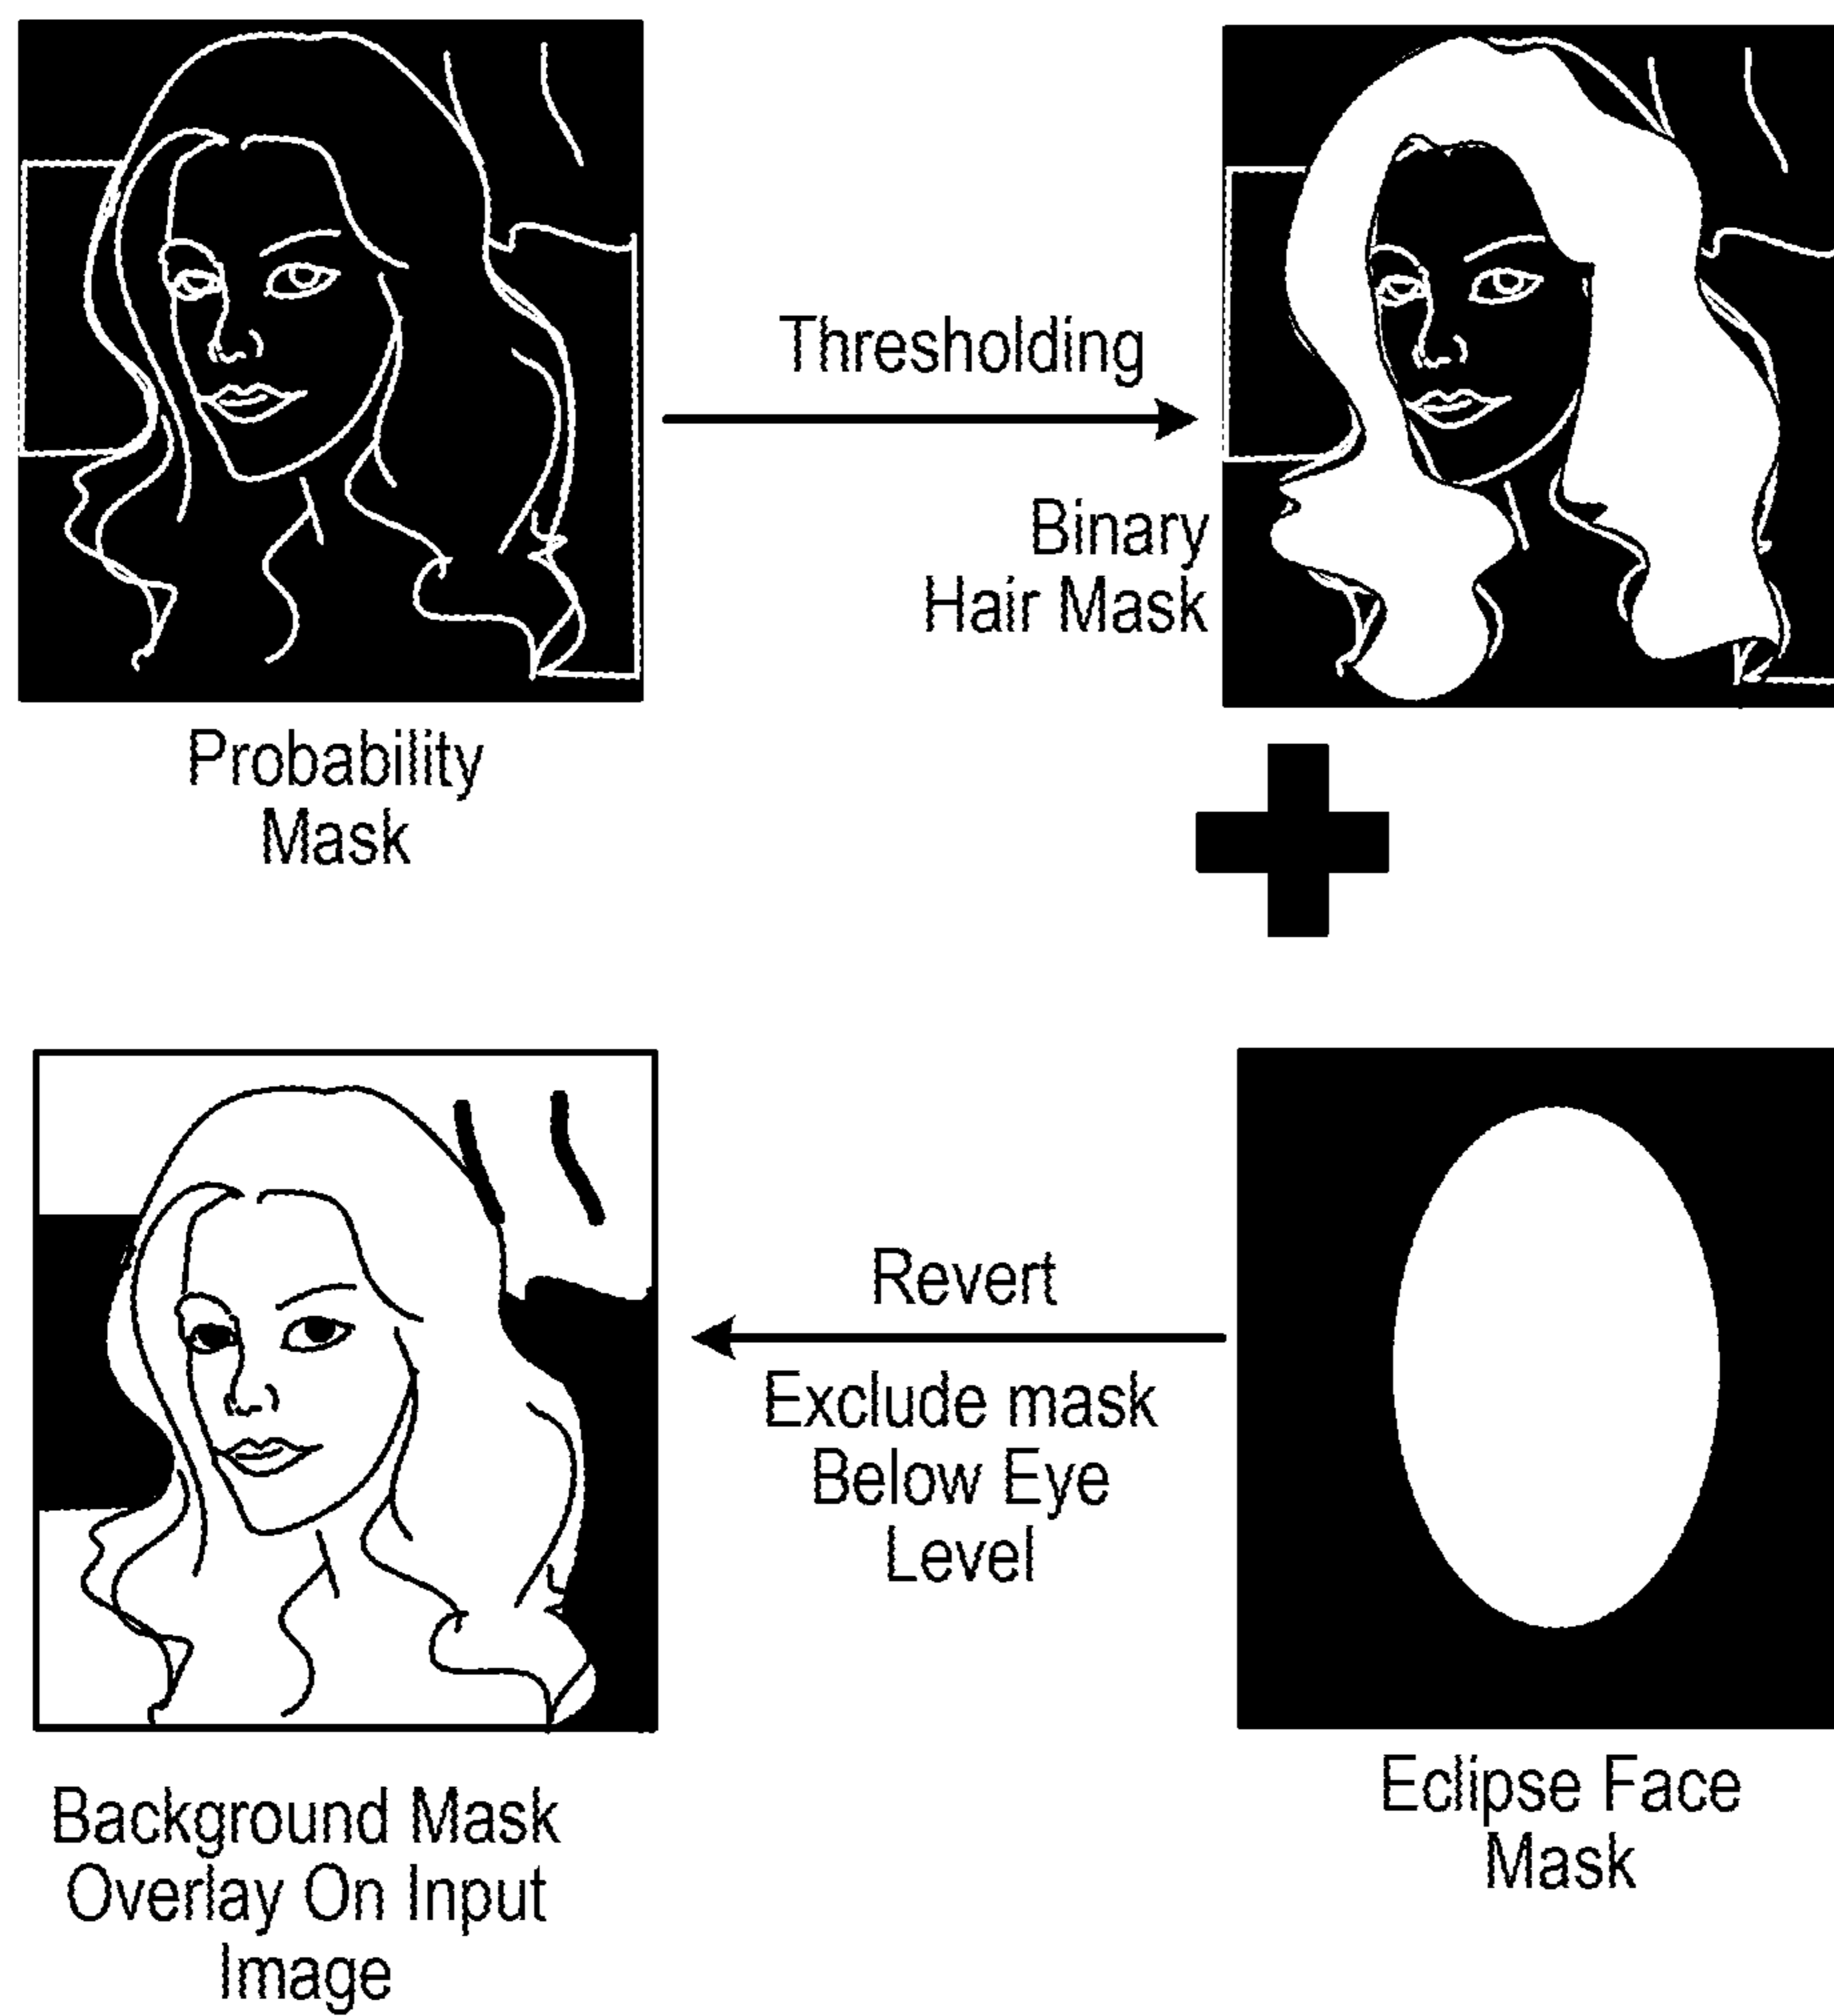 Thresholding
Binary
Hair Mask
Probability
Mask
Revert
Exclude mask
Below Eye
Level
Eclipse Face
Mask
Background Mask
Overlay On Input
Image